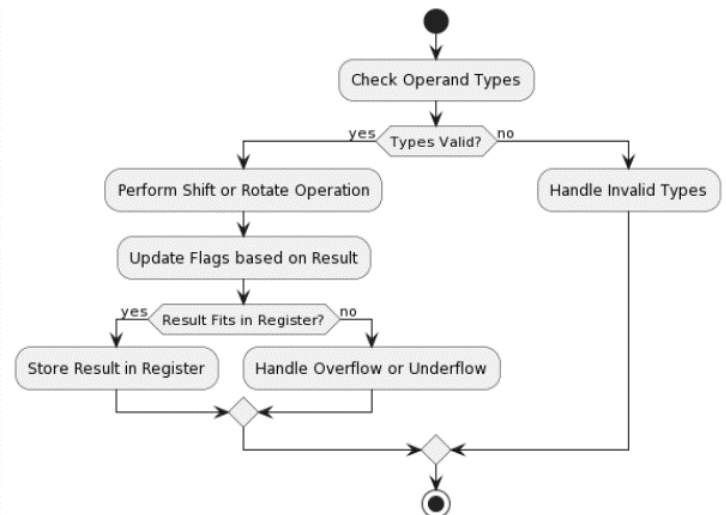 Check Operand Types
yes
Types Valid?
no
Perform Shift or Rotate Operation
Handle Invalid Types
Update Flags based on Result
yes
Result Fits in Register?
no
Store Result in Register
Handle Overflow or Underflow